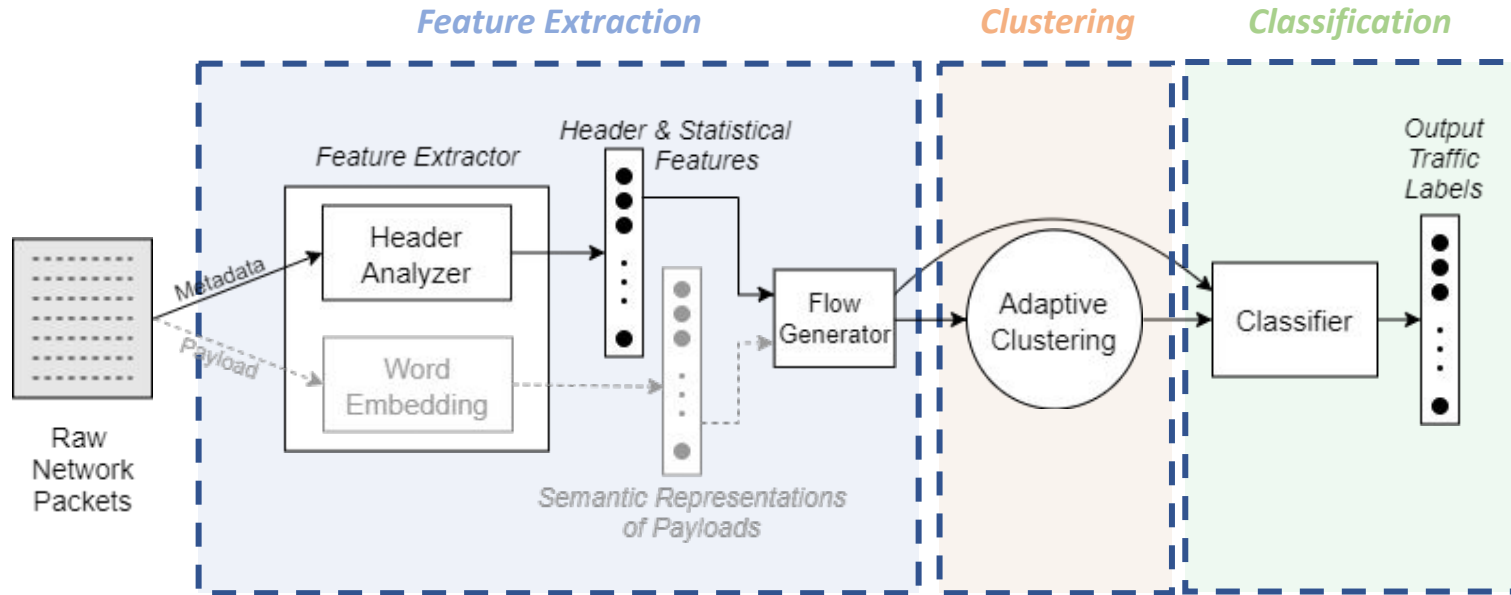 Feature Extraction
Clustering
Classification
Header & Statistical
Features
Output
Traffic
Labels
Feature Extractor
Header
Analyzer
Metadata
Payload
Word
Embedding
Flow
Generator
Adaptive
Clustering
Classifier
Raw
Network
Packets
Semantic Representations
of Payloads